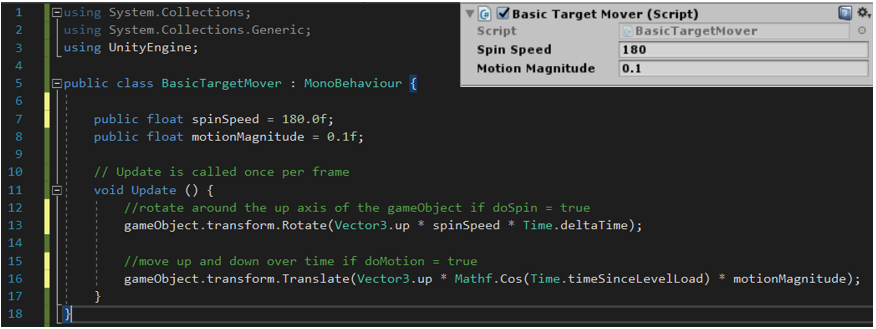 1 using System.Collections;
2 using System.Collections.Generic;
3 using UnityEngine;
4
5 public class BasicTargetMover : MonoBehaviour {
6
7 public float spinSpeed = 180.0f;
8 public float motionMagnitude = 0.1f;
9
10 // Update is called once per frame
11 void Update () {
12 //rotate around the up axis of the gameObject if doSpin = true
13 gameObject.transform.Rotate(Vector3.up * spinSpeed * Time.deltaTime);
14
15 //move up and down over time if doMotion = true
16 gameObject.transform.Translate(Vector3.up * Mathf.Cos(Time.timeSinceLevelLoad) * motionMagnitude);
17 }
18 }
Basic Target Mover (Script)
Script BasicTargetMover
Spin Speed 180
Motion Magnitude 0.1